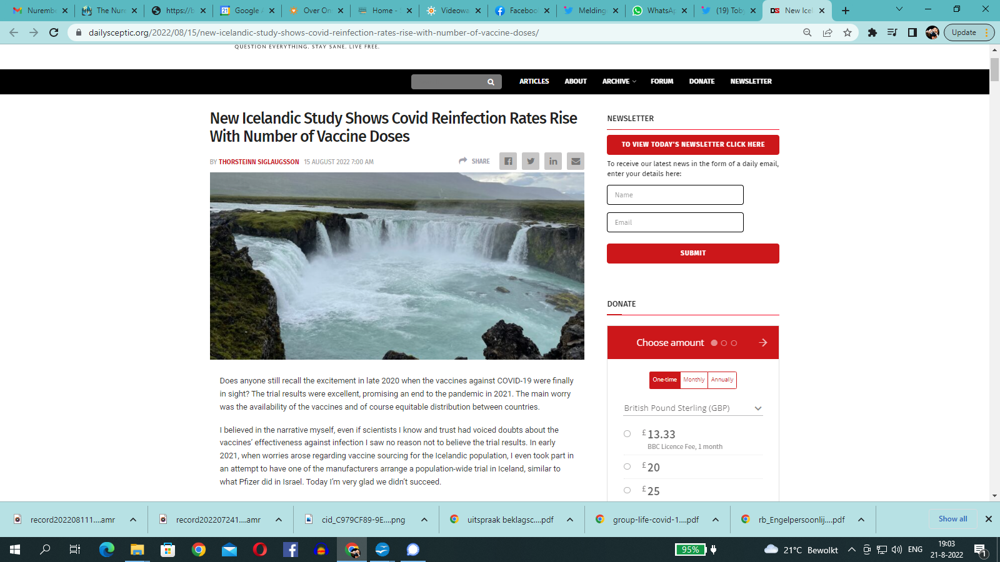 Nurembe
The Nure
https://b
Google A
Over On
Home - S
Videowa
Faceboo
Melding
WhatsAp
(19) Tob
New Icel
dailysceptic.org/2022/08/15/new-icelandic-study-shows-covid-reinfection-rates-rise-with-number-of-vaccine-doses/
Update
QUESTION EVERYTHING. STAY SANE. LIVE FREE.
ARTICLES
ABOUT
ARCHIVE
FORUM
DONATE
NEWSLETTER
New Icelandic Study Shows Covid Reinfection Rates Rise
With Number of Vaccine Doses
BY THORSTEINN SIGLAUGSSON 15 AUGUST 2022 7:00 AM
SHARE
Does anyone still recall the excitement in late 2020 when the vaccines against COVID-19 were finally
in sight? The trial results were excellent, promising an end to the pandemic in 2021. The main worry
was the availability of the vaccines and of course equitable distribution between countries.
I believed in the narrative myself, even if scientists I know and trust had voiced doubts about the
vaccines’ effectiveness against infection I saw no reason not to believe the trial results. In early
2021, when worries arose regarding vaccine sourcing for the Icelandic population, I even took part in
an attempt to have one of the manufacturers arrange a population-wide trial in Iceland, similar to
what Pfizer did in Israel. Today I’m very glad we didn’t succeed.
NEWSLETTER
TO VIEW TODAY'S NEWSLETTER CLICK HERE
To receive our latest news in the form of a daily email,
enter your details here:
Name
Email
SUBMIT
DONATE
Choose amount
One-time
Monthly
Annually
British Pound Sterling (GBP)
£13.33
BBC Licence Fee, 1 month
£20
£25
record202208111....amr
record202207241....amr
cid_C979CF89-9E....png
uitspraak beklagsc....pdf
group-life-covid-1....pdf
rb_Engelpersoonlij....pdf
Show all
95%
21°C Bewolkt
ENG
19:03
21-8-2022
1